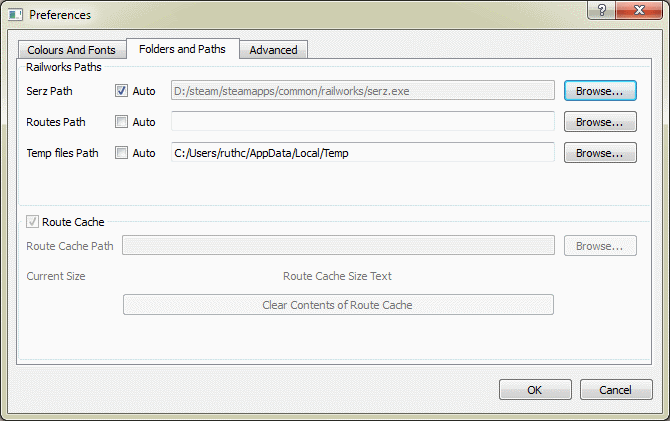 Preferences
?
Colours And Fonts Folders and Paths Advanced
Railworks Paths
Serz Path Auto D:/steam/steamapps/common/railworks/serz.exe Browse...
Routes Path Auto Browse...
Temp files Path Auto C:/Users/ruthc/AppData/Local/Temp Browse...
Route Cache
Route Cache Path Browse...
Current Size Route Cache Size Text
Clear Contents of Route Cache
OK Cancel